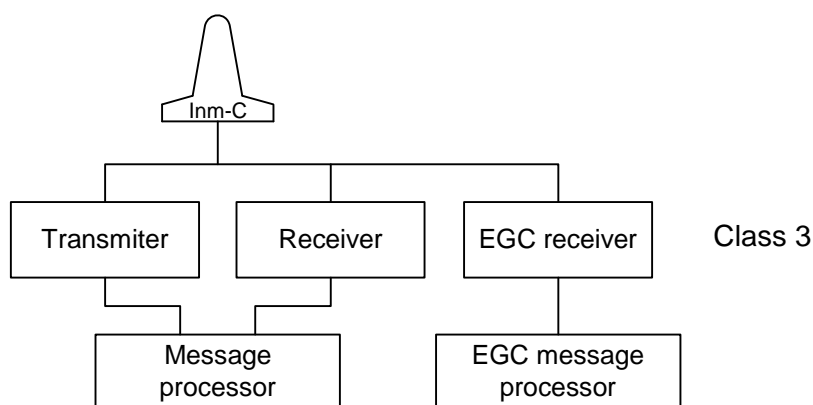 Inm-C
Transmiter
Receiver
EGC receiver
Class 3
Message
processor
EGC message
processor